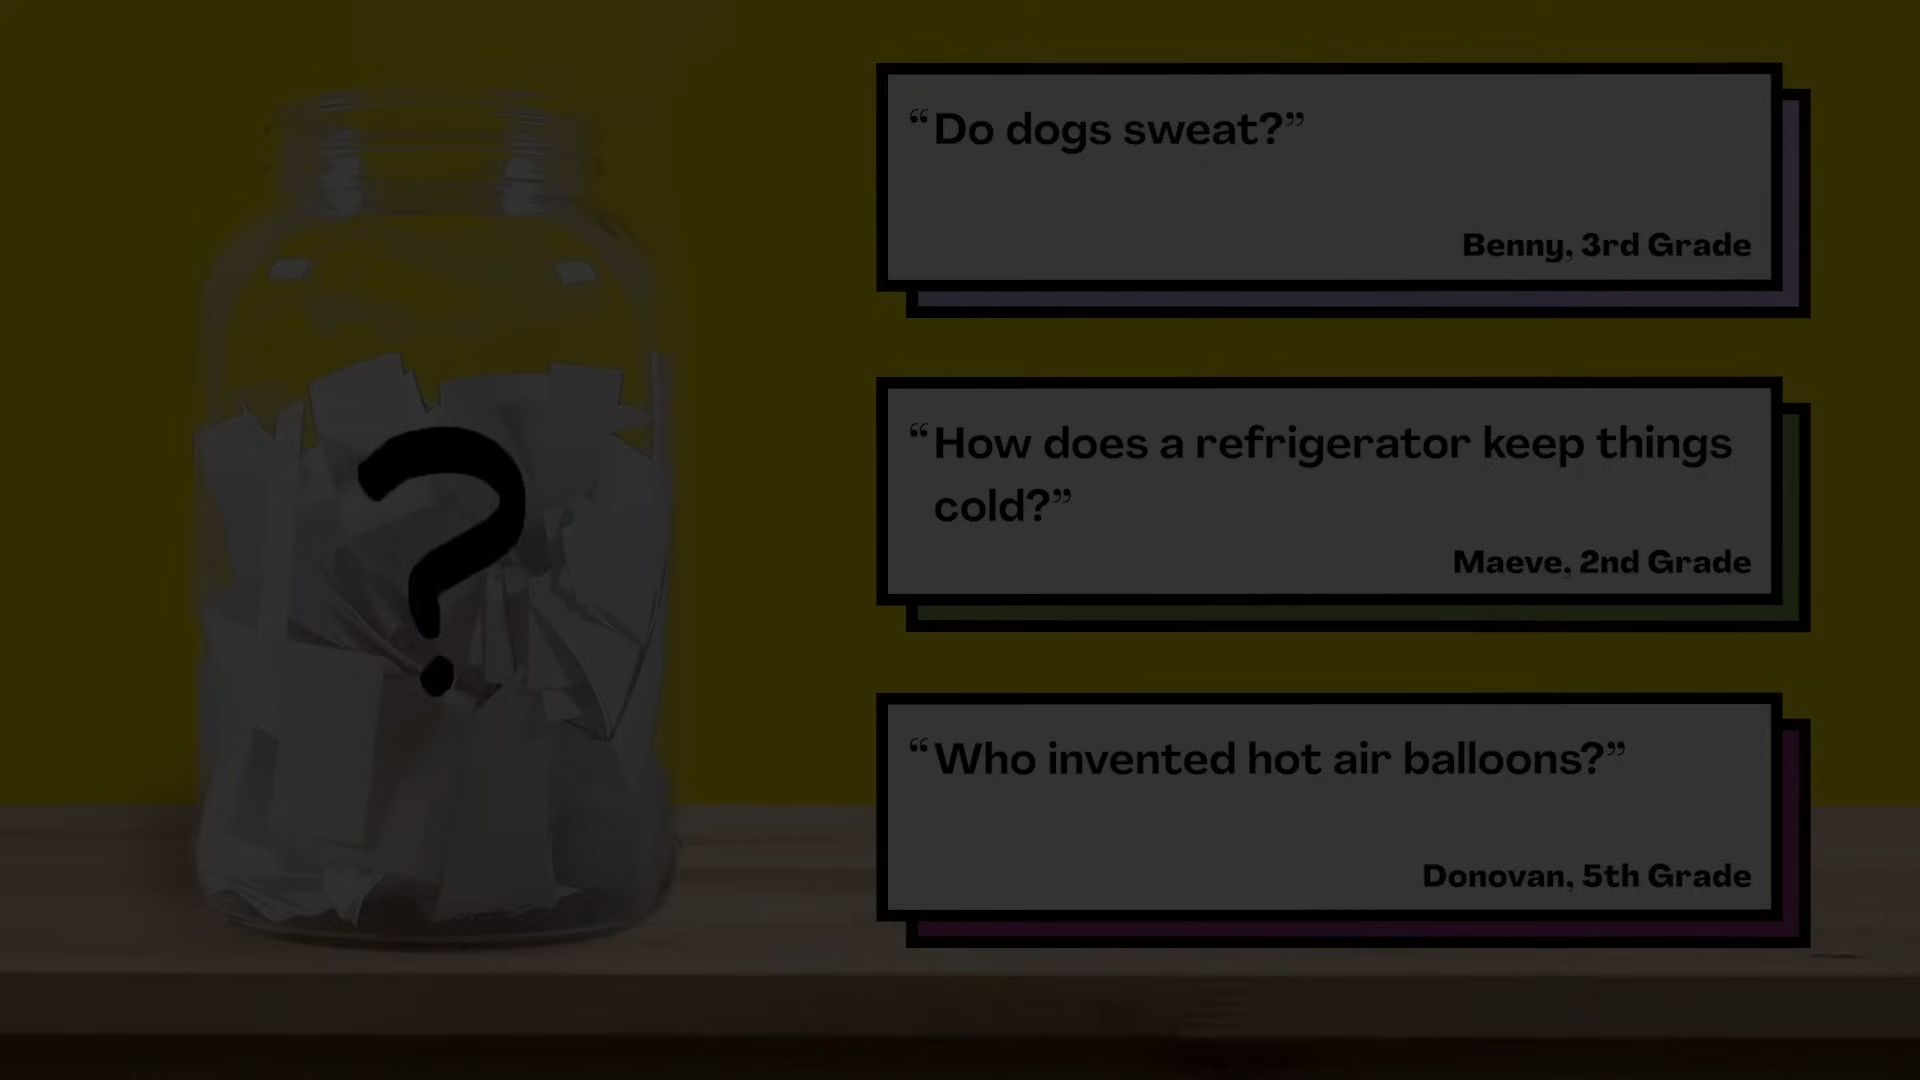 “Do dogs sweat?”
Benny, 3rd Grade
“How does a refrigerator keep things
cold?”
Maeve, 2nd Grade
“Who invented hot air balloons?”
Donovan, 5th Grade
?